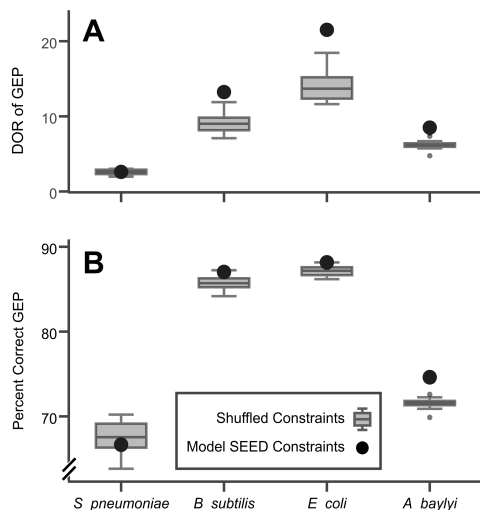 A
DOR of GEP
20
10
0
B
Percent Correct GEP
90
80
70
Shuffled Constraints
Model SEED Constraints
S pneumoniae B subtilis E coli A baylyi